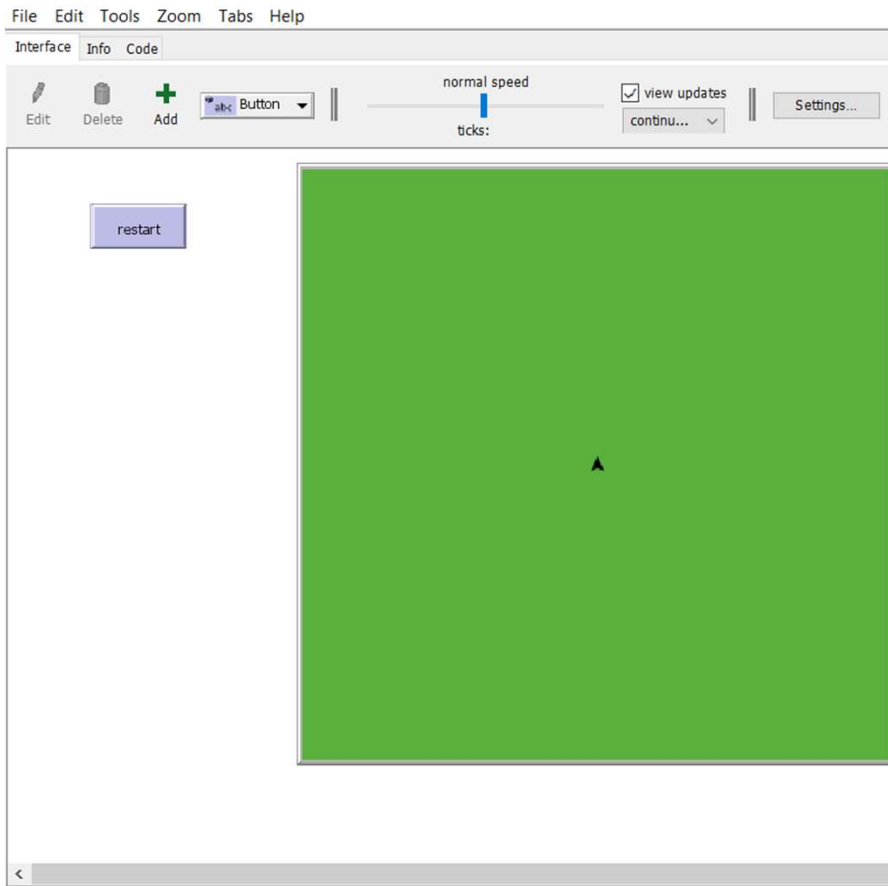 File Edit Tools Zoom Tabs Help
Interface Info Code
Edit Delete Add abc Button normal speed ticks: view updates continu... Settings...
restart